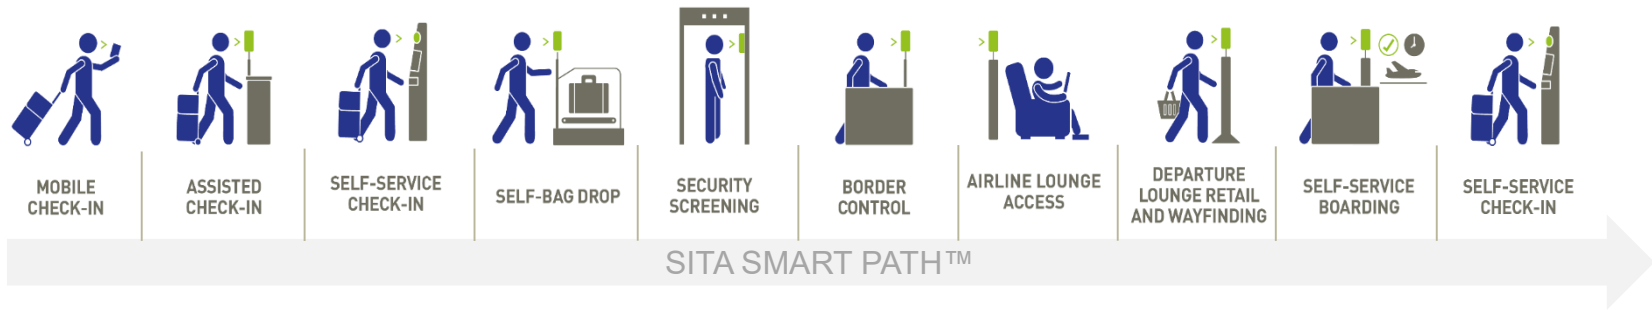 MOBILE
CHECK-IN
ASSISTED
CHECK-IN
SELF-SERVICE
CHECK-IN
SELF-BAG DROP
SECURITY
SCREENING
BORDER
CONTROL
AIRLINE LOUNGE
ACCESS
DEPARTURE
LOUNGE RETAIL
AND WAYFINDING
SELF-SERVICE
BOARDING
SELF-SERVICE
CHECK-IN
SITA SMART PATH™